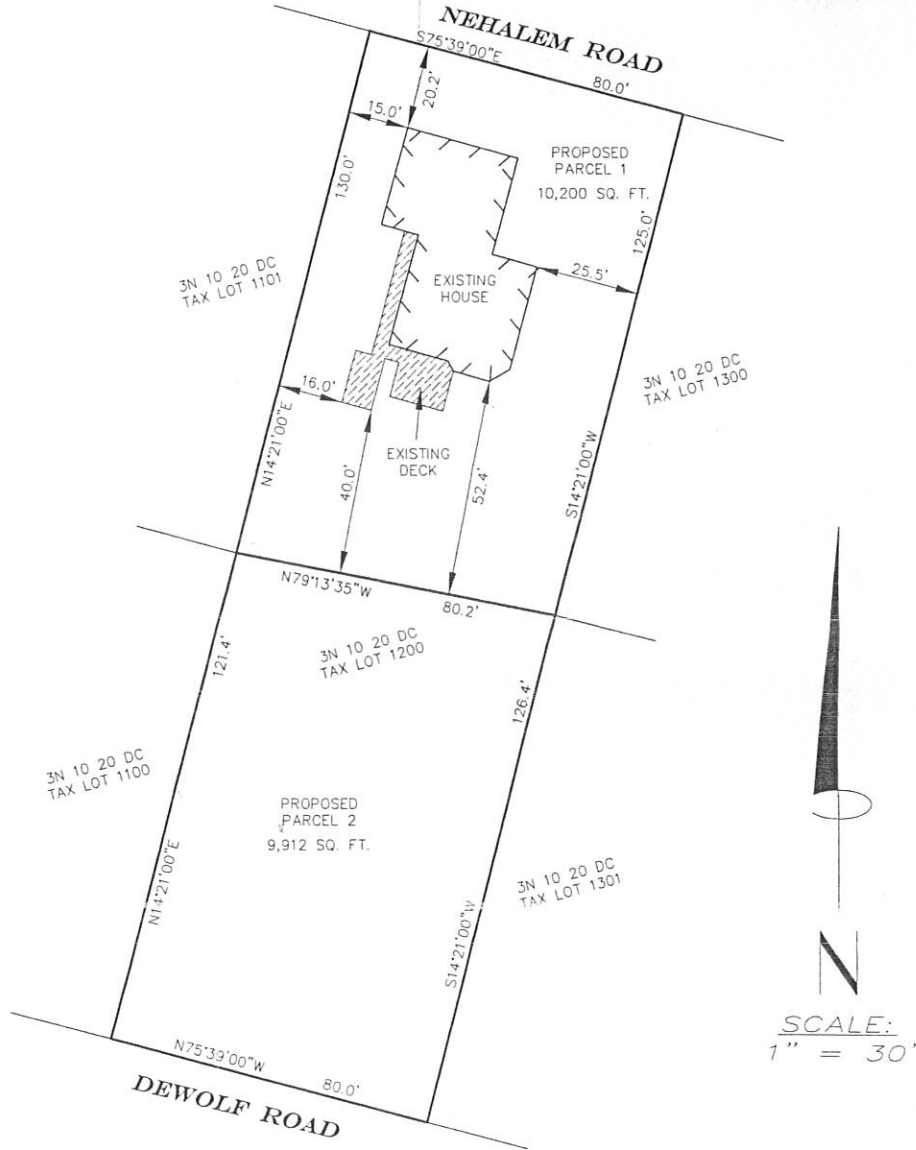 NEHALEM ROAD
S75°39'00"E
80.0'
20.2'
15.0'
130.0'
PROPOSED
PARCEL 1
10,200 SQ. FT.
125.0'
3N 10 20 DC
TAX LOT 1101
EXISTING
HOUSE
25.5'
3N 10 20 DC
TAX LOT 1300
16.0'
N14°21'00"E
EXISTING
DECK
40.0'
52.4'
S14°21'00"W
N79°13'35"W
80.2'
3N 10 20 DC
TAX LOT 1200
121.4'
126.4'
3N 10 20 DC
TAX LOT 1100
PROPOSED
PARCEL 2
9,912 SQ. FT.
3N 10 20 DC
TAX LOT 1301
N14°21'00"E
S14°21'00"W
N75°39'00"W
80.0'
DEWOLF ROAD
N
SCALE:
1" = 30'